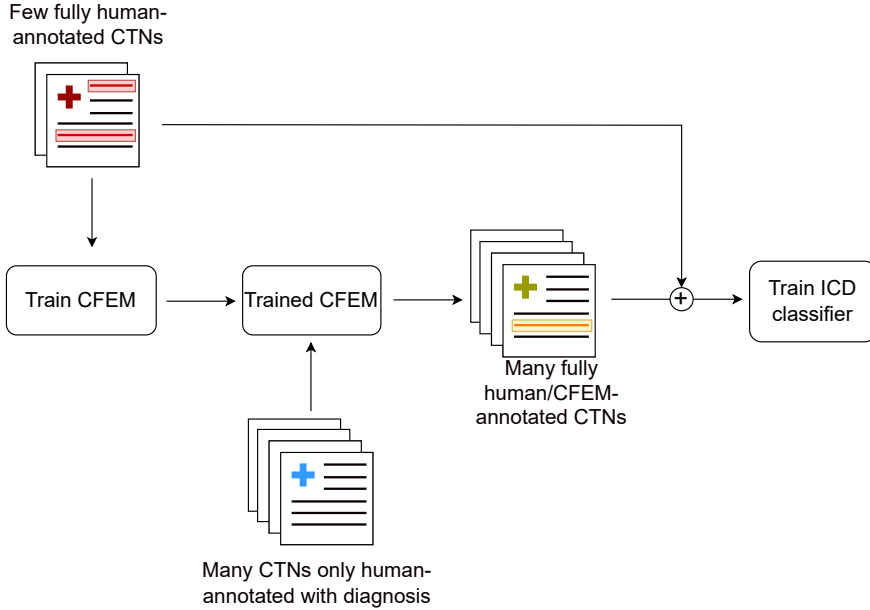 Few fully human-
annotated CTNs
Train CFEM
Trained CFEM
Many fully
human/CFEM-
annotated CTNs
+
Train ICD
classifier
Many CTNs only human-
annotated with diagnosis